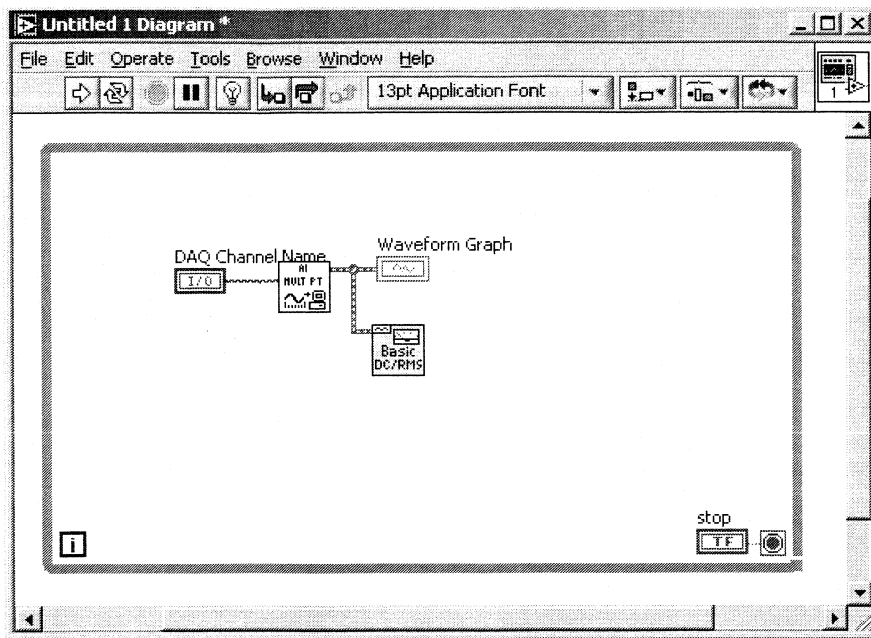 Untitled 1 Diagram *
File Edit Operate Tools Browse Window Help
13pt Application Font
1
DAQ Channel Name
Waveform Graph
I/O
AI
MULT PT
Basic
DC/RMS
stop
TF
i